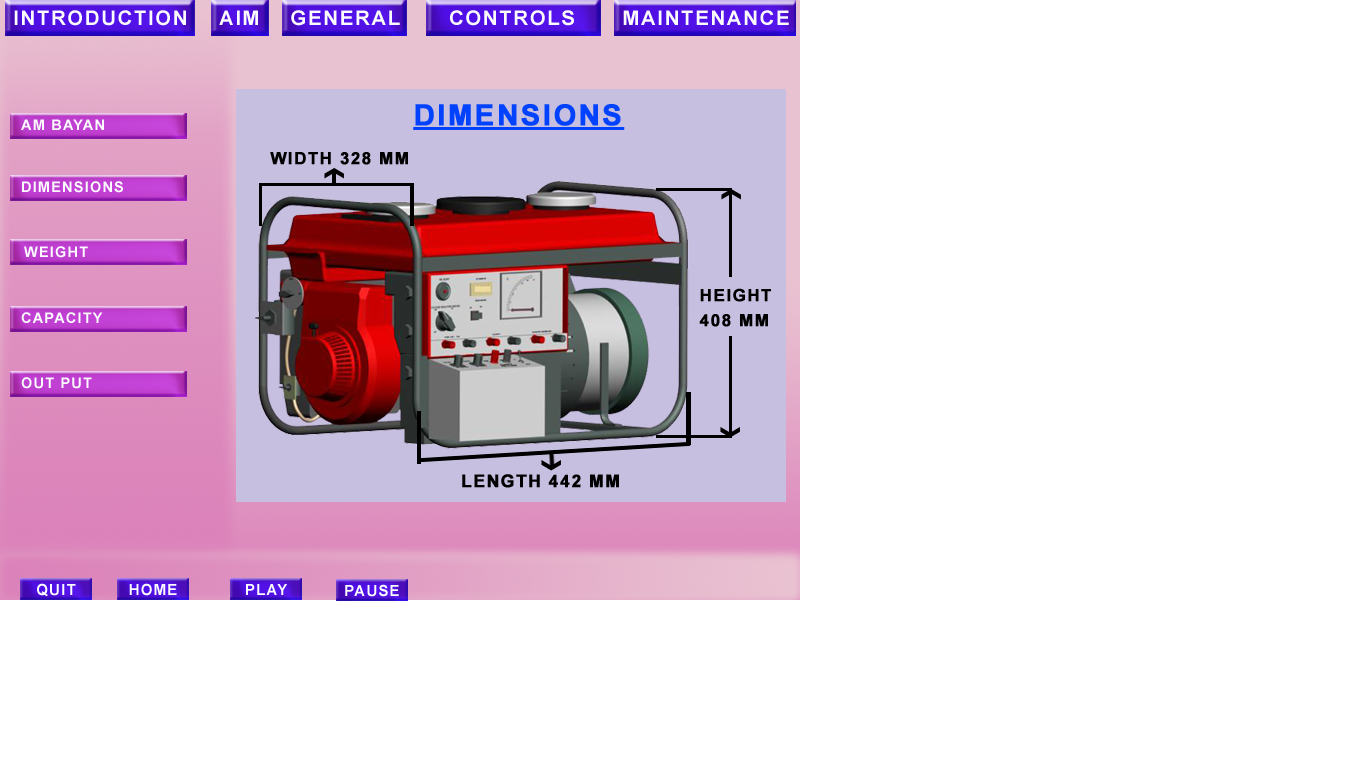 INTRODUCTION AIM GENERAL CONTROLS MAINTENANCE
DIMENSIONS
AM BAYAN
DIMENSIONS
WEIGHT
CAPACITY
OUT PUT
WIDTH 328 MM
HEIGHT
408 MM
LENGTH 442 MM
QUIT HOME PLAY PAUSE